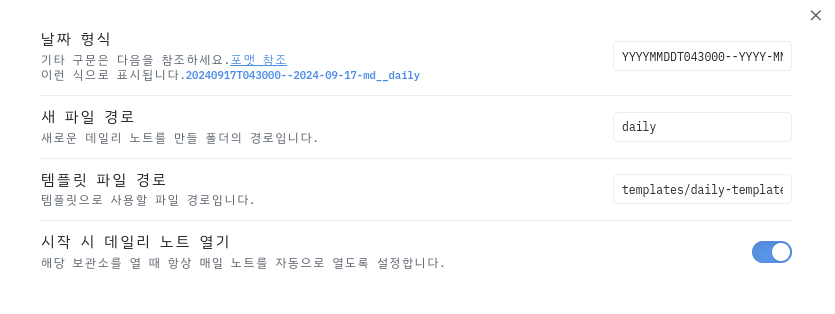 날짜 형식
기타 구문은 다음을 참조하세요.포맷 참조
이런 식으로 표시됩니다.20240917T043000--2024-09-17-md__daily
YYYYMMDDT043000--YYYY-MM
새 파일 경로
새로운 데일리 노트를 만들 폴더의 경로입니다.
daily
템플릿 파일 경로
템플릿으로 사용할 파일 경로입니다.
templates/daily-template
시작 시 데일리 노트 열기
해당 보관소를 열 때 항상 매일 노트를 자동으로 열도록 설정합니다.